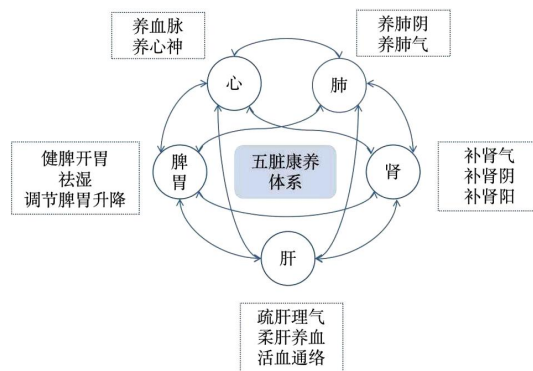 养血脉
养心神
养肺阴
养肺气
心
肺
健脾开胃
祛湿
调节脾胃升降
脾
胃
五脏康养
体系
肾
补肾气
补肾阴
补肾阳
肝
疏肝理气
柔肝养血
活血通络